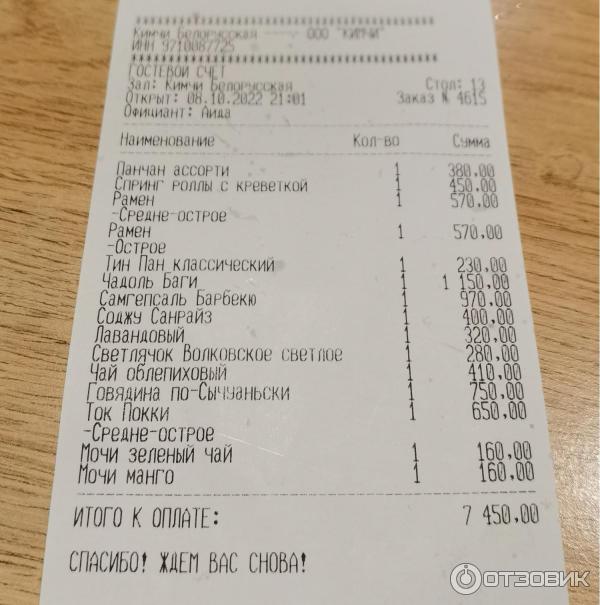 Кимчи Белорусская ООО "КИМЧИ"
ИНН 9710087725
ГОСТЕВОЙ СЧЕТ
Зал: Кимчи Белорусская Стол: 13
Открыт: 08.10.2022 21:01 Заказ № 4615
Официант: Аида
Наименование Кол-во Сумма
Панчан ассорти 1 380,00
Спринг роллы с креветкой 1 450,00
Рамен 1 570,00
-Средне-острое
Рамен 1 570,00
-Острое
Тин Пан классический 1 230,00
Чадоль Баги 1 1 150,00
Самгепсаль Барбекю 1 970,00
Соджу Санрайз 1 400,00
Лавандовый 1 320,00
Светлячок Волковское светлое 1 280,00
Чай облепиховый 1 410,00
Говядина по-Сычуаньски 1 750,00
Ток Покки 1 650,00
-Средне-острое
Мочи зеленый чай 1 160,00
Мочи манго 1 160,00
ИТОГО К ОПЛАТЕ: 7 450,00
СПАСИБО! ЖДЕМ ВАС СНОВА!
ОТЗОВИК